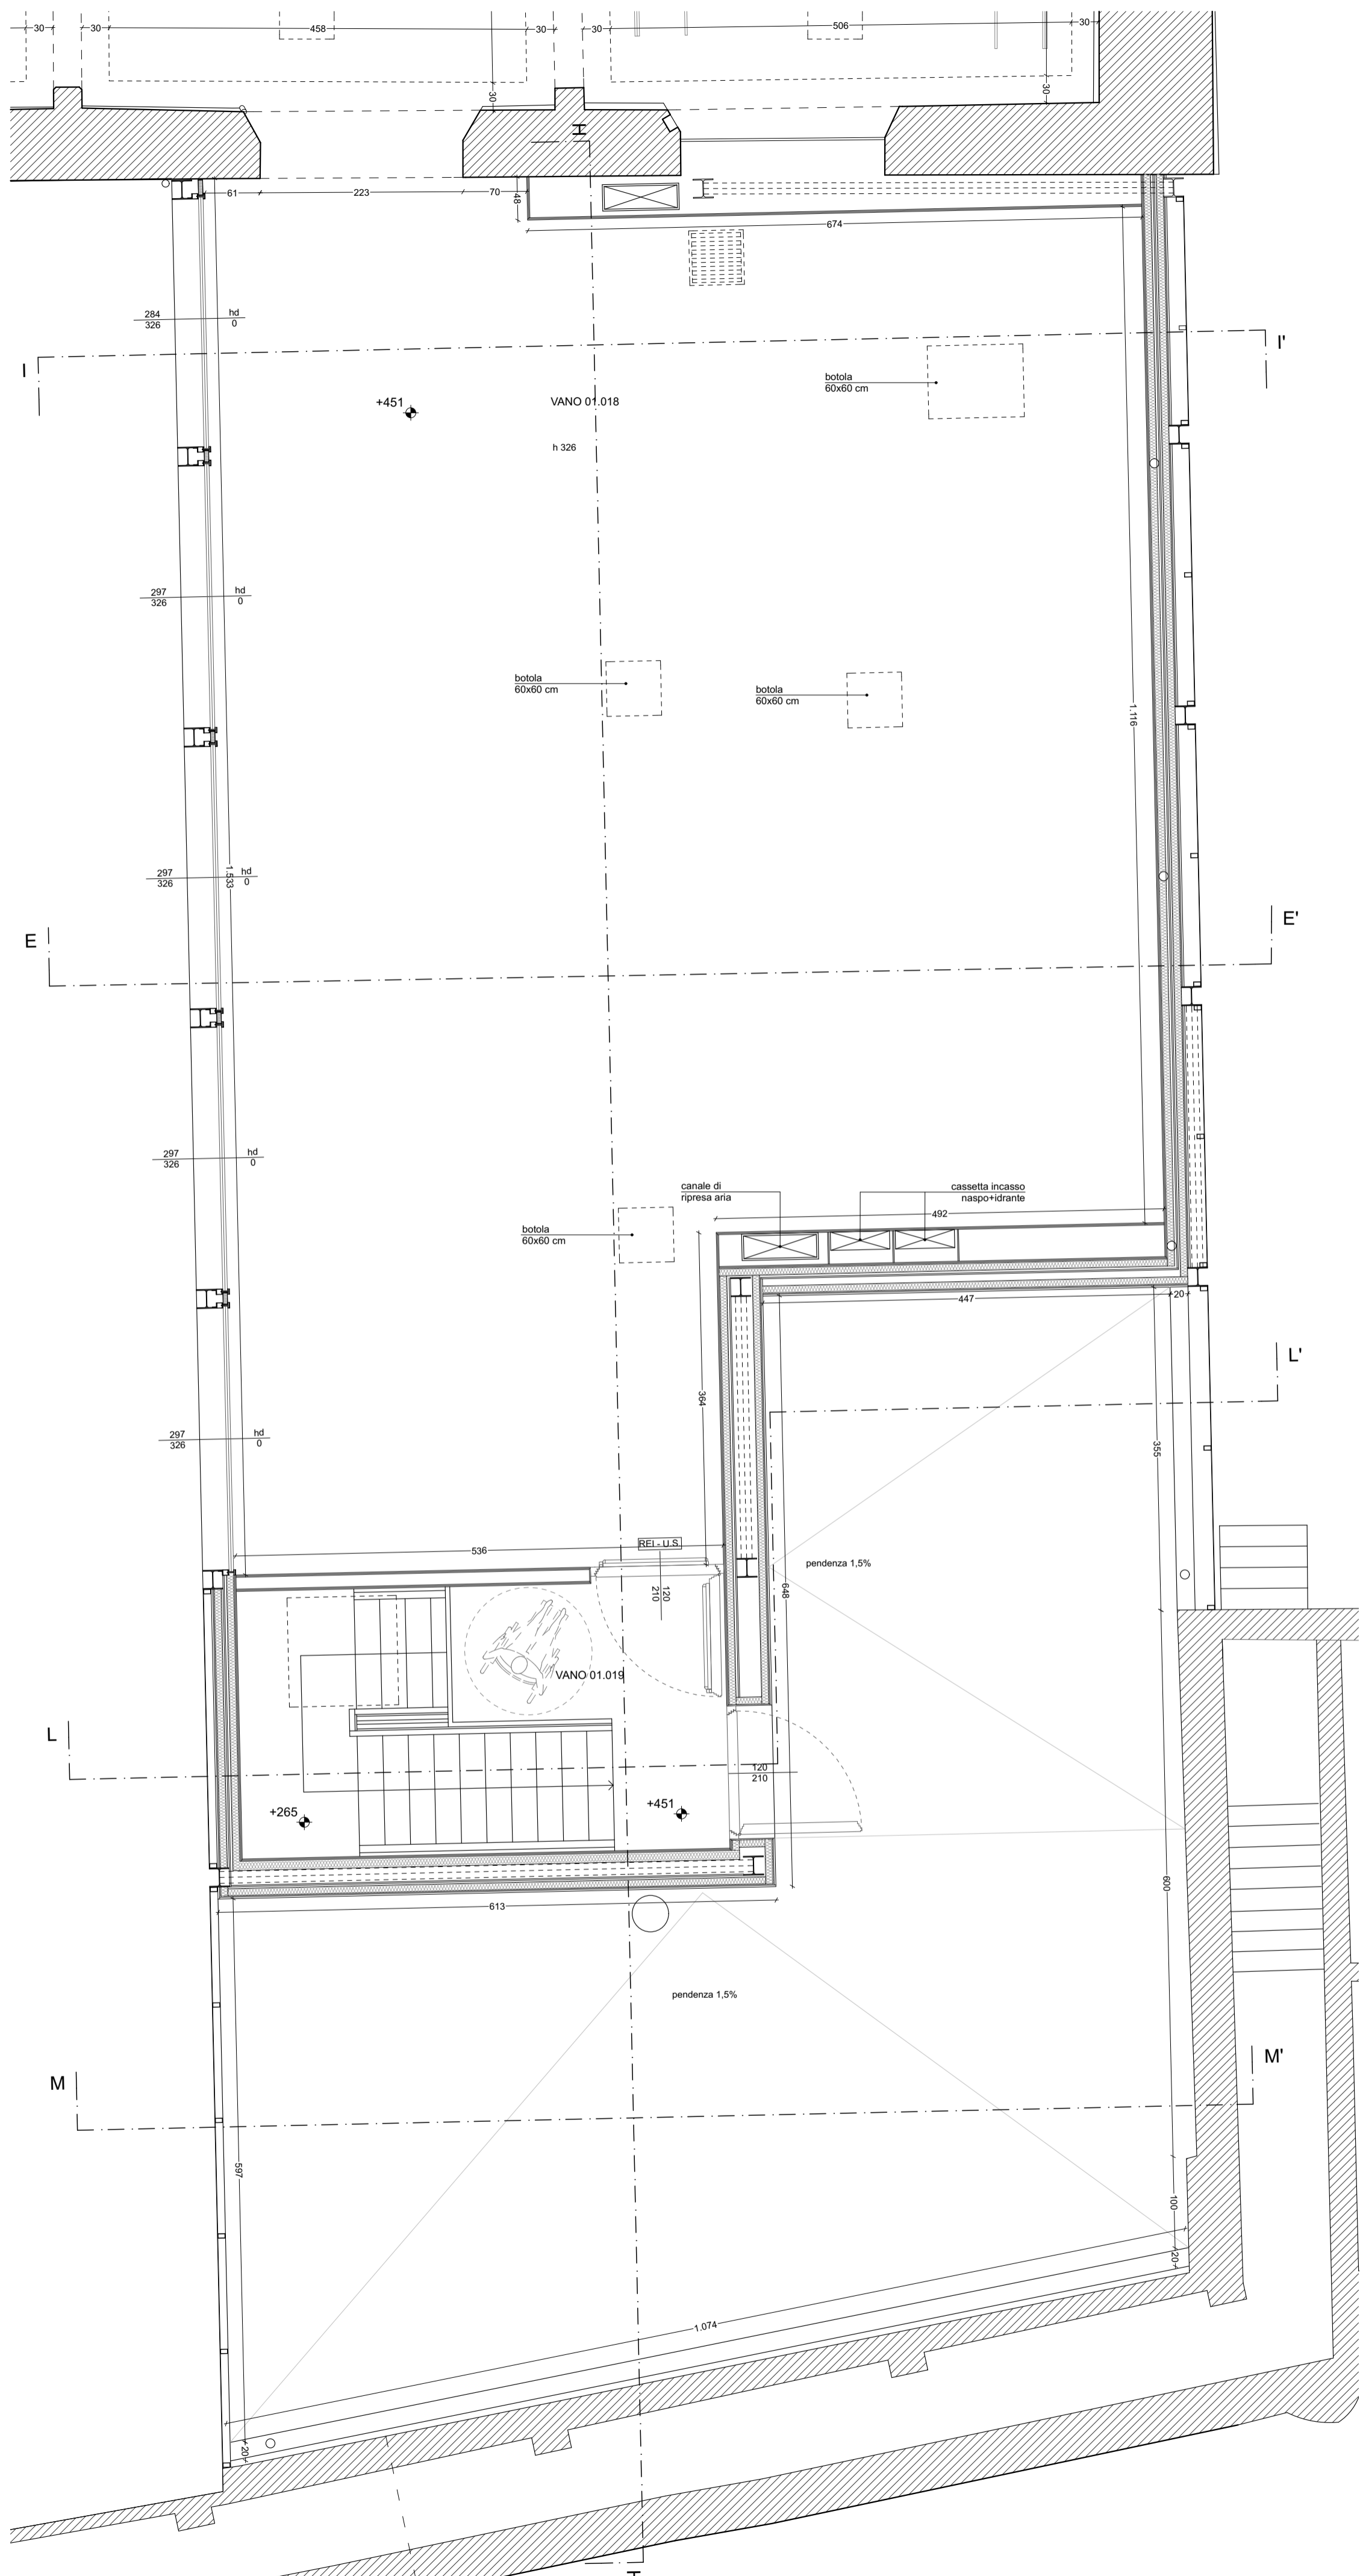 30
30
458
30
30
506
30
30
30
H
61
223
70
48
674
284
326
hd
0
I
I'
botola
60x60 cm
+451
VANO 01.018
h 326
297
326
hd
0
botola
60x60 cm
botola
60x60 cm
1.116
297
326
1.533
hd
0
E
E'
297
326
hd
0
canale di
ripresa aria
cassetta incasso
naspo+idrante
492
botola
60x60 cm
447
20
L'
364
297
326
hd
0
355
536
REI - U.S.
pendenza 1,5%
120
210
648
VANO 01.019
L
120
210
+265
+451
600
613
pendenza 1,5%
M
M'
597
100
20
1.074
20